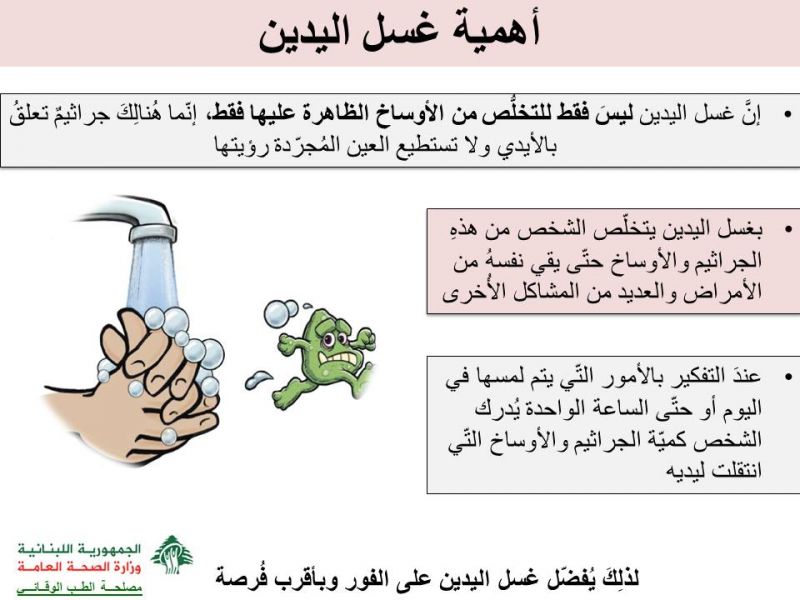 أهمية غسل اليدين
• إنَّ غسل اليدين ليسَ فقط للتخلُّص من الأوساخ الظاهرة عليها فقط، إنّما هُنالِكَ جراثيمٌ تعلقُ
بالأيدي ولا تستطيع العين المُجرّدة رؤيتها
• بغسل اليدين يتخلّص الشخص من هذهِ
الجراثيم والأوساخ حتّى يقي نفسهُ من
الأمراض والعديد من المشاكل الأُخرى
• عندَ التفكير بالأمور التّي يتم لمسها في
اليوم أو حتّى الساعة الواحدة يُدرك
الشخص كميّة الجراثيم والأوساخ التّي
انتقلت ليديه
لذلِكَ يُفضّل غسل اليدين على الفور وبأقرب فُرصة
الجمهورية اللبنانية
وزارة الصحة العامة
مصلحة الطب الوقائي